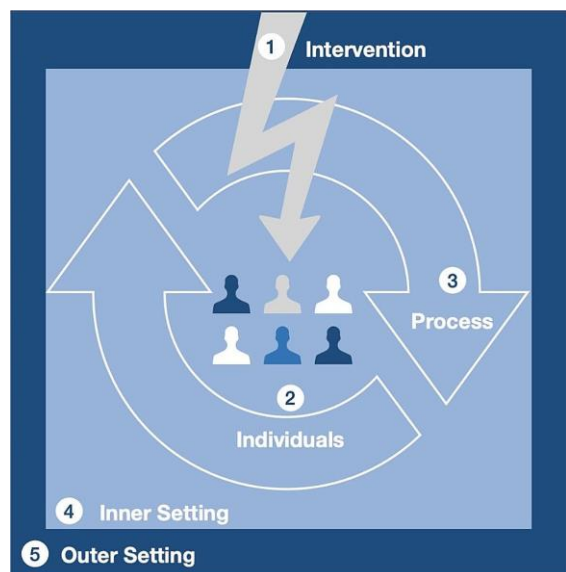 1 Intervention
3
Process
2
Individuals
4 Inner Setting
5 Outer Setting